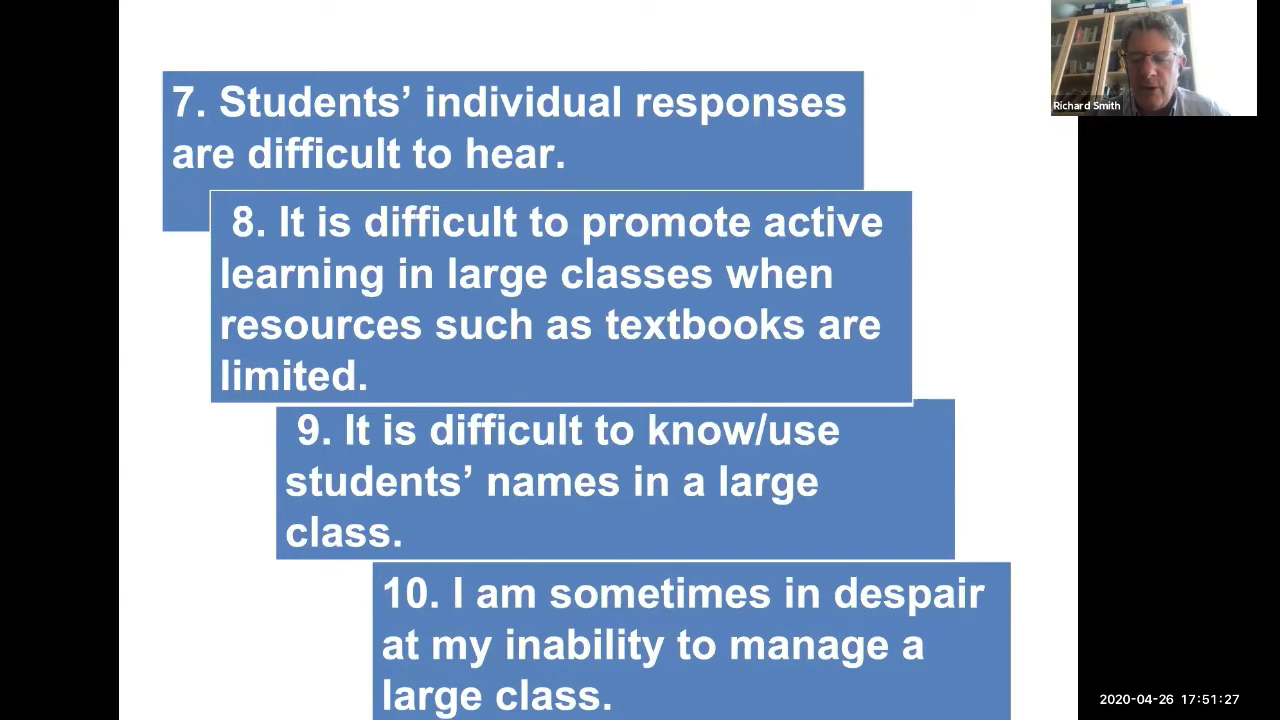 7. Students’ individual responses
are difficult to hear.
8. It is difficult to promote active
learning in large classes when
resources such as textbooks are
limited.
9. It is difficult to know/use
students’ names in a large
class.
10. I am sometimes in despair
at my inability to manage a
large class.
Richard Smith
2020-04-26 17:51:27